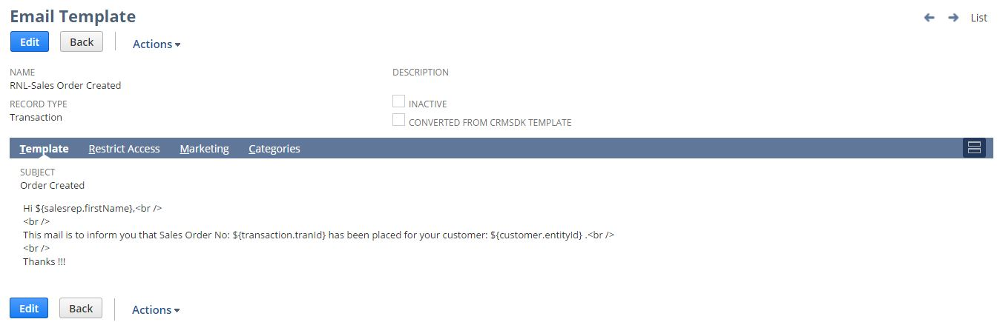 Email Template
List
Edit Back Actions
NAME
RNL-Sales Order Created
DESCRIPTION
RECORD TYPE
Transaction
INACTIVE
CONVERTED FROM CRMSDK TEMPLATE
Template Restrict Access Marketing Categories
SUBJECT
Order Created
Hi ${salesrep.firstName},<br />
<br />
This mail is to inform you that Sales Order No: ${transaction.tranId} has been placed for your customer: ${customer.entityId} .<br />
<br />
Thanks !!!
Edit Back Actions